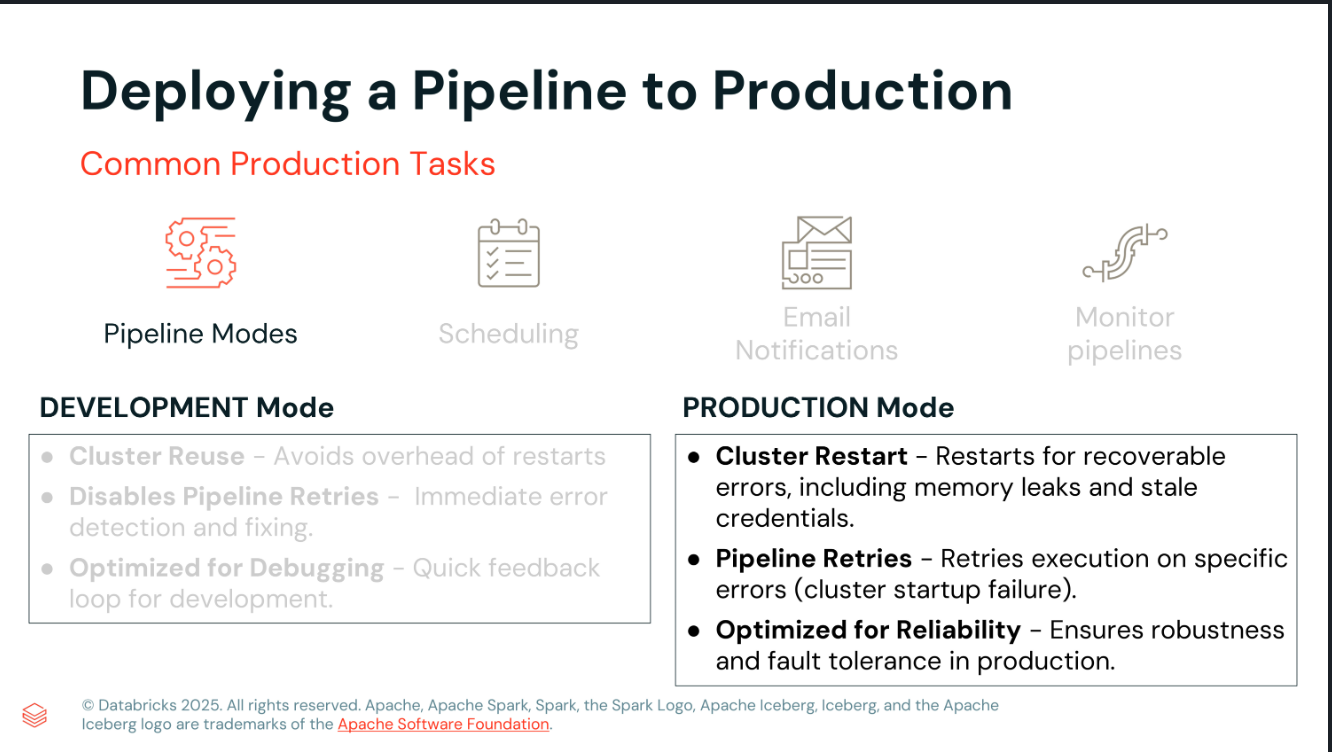 Deploying a Pipeline to Production
Common Production Tasks
Pipeline Modes
Scheduling
Email
Notifications
Monitor
pipelines
DEVELOPMENT Mode
● Cluster Reuse – Avoids overhead of restarts
● Disables Pipeline Retries – Immediate error
detection and fixing.
● Optimized for Debugging – Quick feedback
loop for development.
PRODUCTION Mode
● Cluster Restart – Restarts for recoverable
errors, including memory leaks and stale
credentials.
● Pipeline Retries – Retries execution on specific
errors (cluster startup failure).
● Optimized for Reliability – Ensures robustness
and fault tolerance in production.
© Databricks 2025. All rights reserved. Apache, Apache Spark, Spark, the Spark Logo, Apache Iceberg, Iceberg, and the Apache
Iceberg logo are trademarks of the Apache Software Foundation.